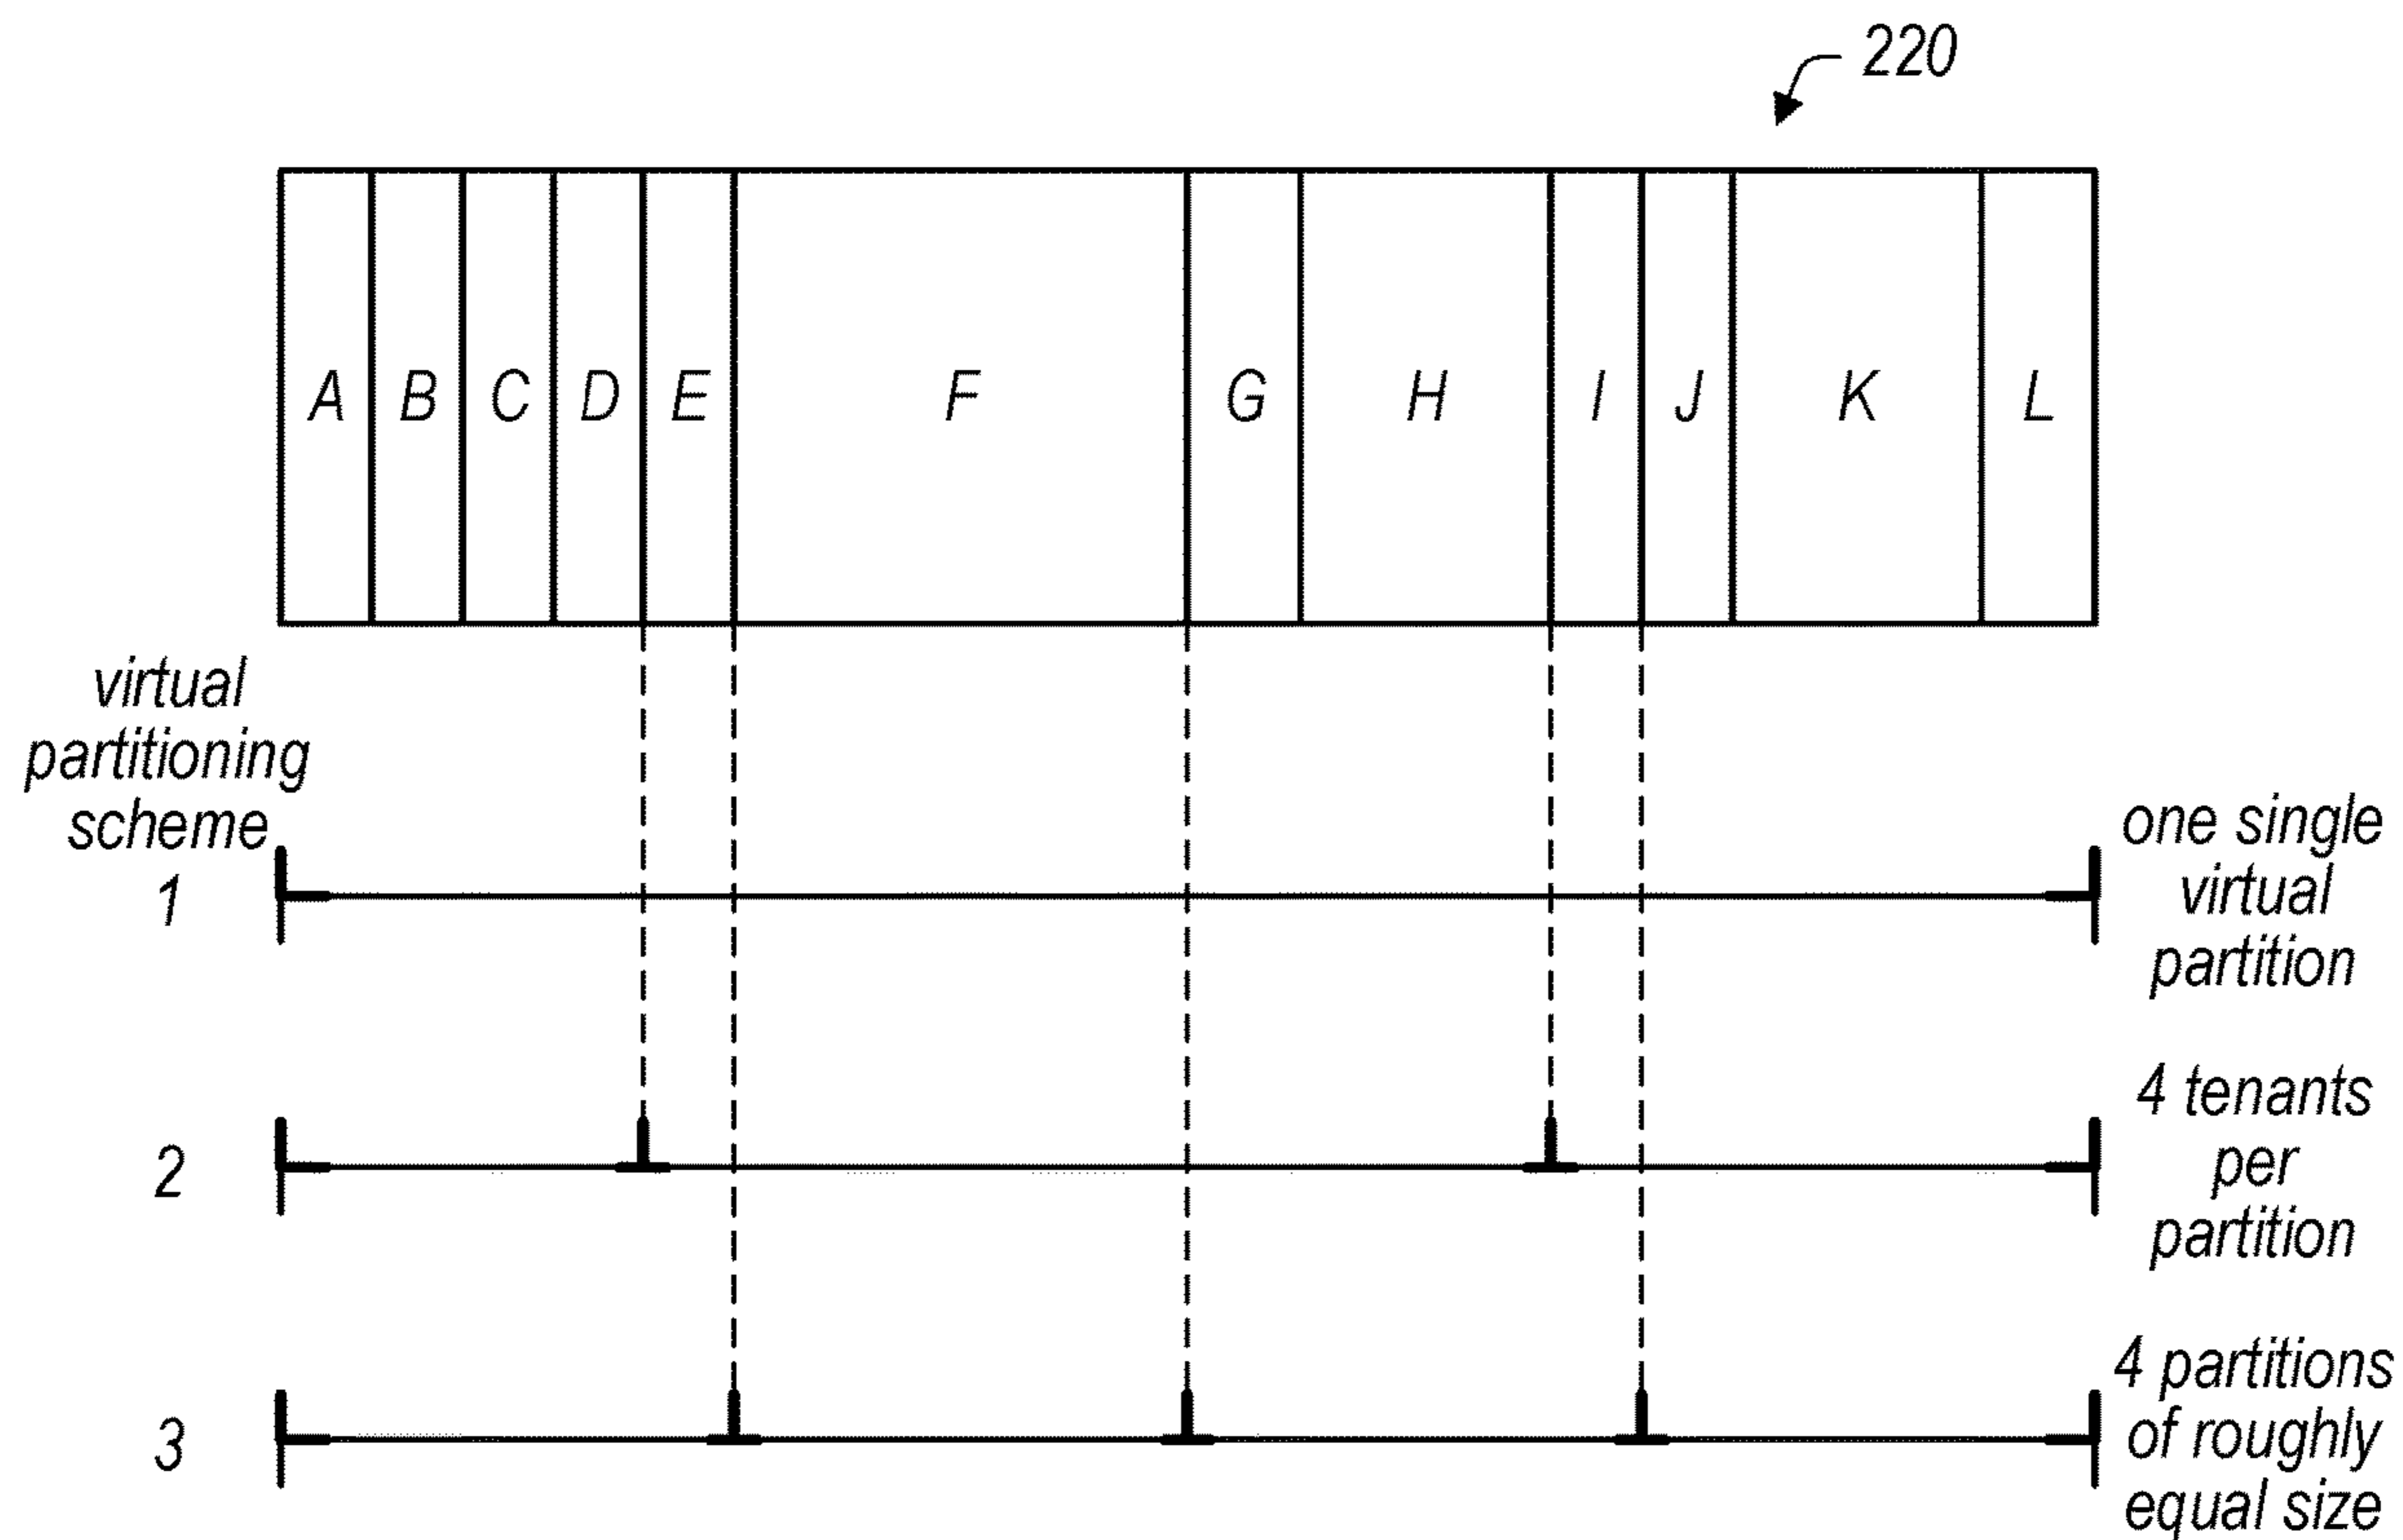 220
A B C D E F G H I J K L
virtual
partitioning
scheme
1
one single
virtual
partition
2
4 tenants
per
partition
3
4 partitions
of roughly
equal size